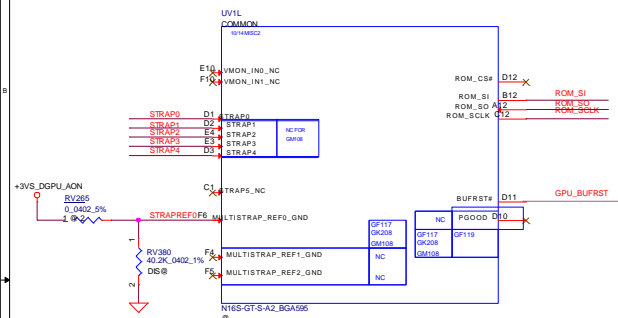 UV1L
COMMON
10/14 MISC2
E10
VMON_IN0_NC
F10
VMON_IN1_NC
ROM_CS#
D12
ROM_SI
B12
ROM_SI
ROM_SO
A12
ROM_SO
ROM_SCLK
C12
ROM_SCLK
STRAP0
D1
STRAP0
STRAP1
D2
STRAP1
STRAP2
E4
STRAP2
STRAP3
E3
STRAP3
STRAP4
D3
STRAP4
NC FOR
GM108
B
C1
STRAP5_NC
+3VS_DGPU_AON
RV265
0_0402_5%
1 @ 2
STRAPREF0
F6
MULTISTRAP_REF0_GND
BUFRST#
D11
GPU_BUFRST
NC
PGOOD
D10
GF117
GK208
GM108
GF119
GF117
GK208
GM108
1
RV380
40.2K_0402_1%
DIS@
2
F4
MULTISTRAP_REF1_GND
NC
F5
MULTISTRAP_REF2_GND
NC
N16S-GT-S-A2_BGA595
@